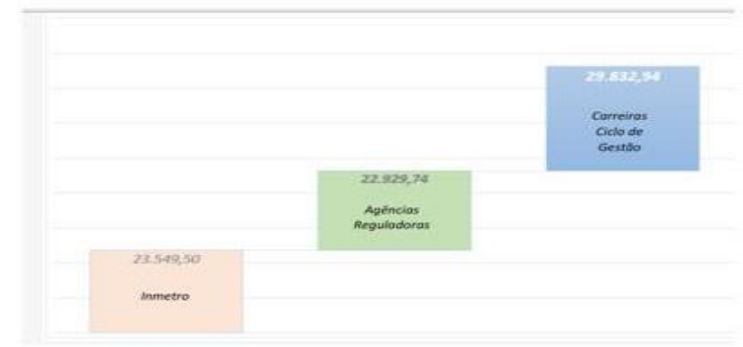 29.832,94
Carreiras
Ciclo de
Gestão
22.929,74
Agências
Reguladoras
23.549,50
Inmetro